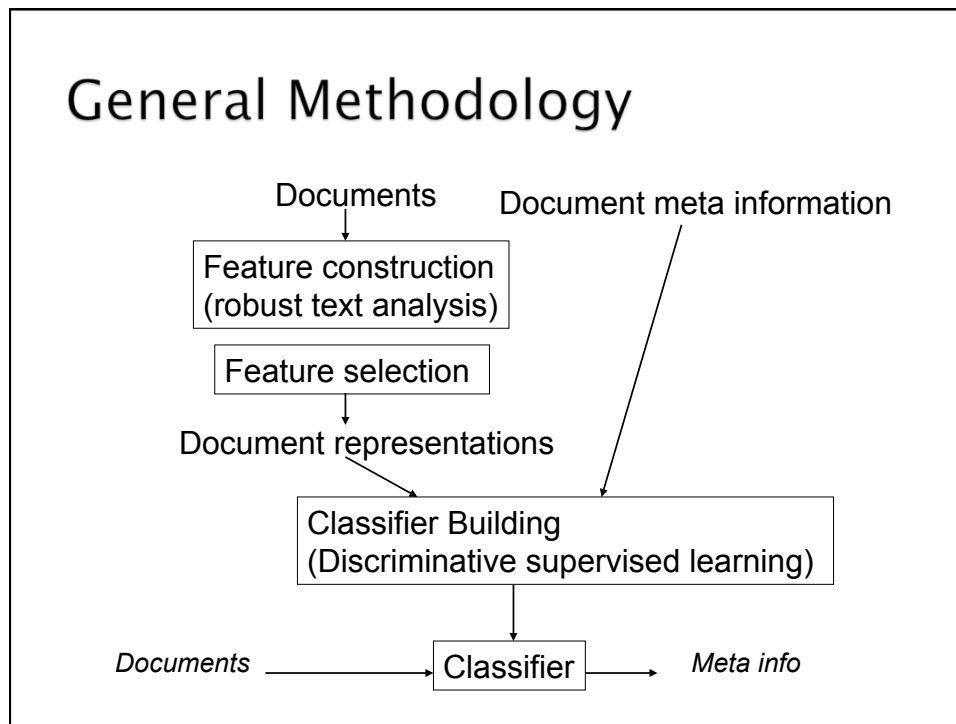 General Methodology
Documents
Document meta information
Feature construction
(robust text analysis)
Feature selection
Document representations
Classifier Building
(Discriminative supervised learning)
Documents
Classifier
Meta info